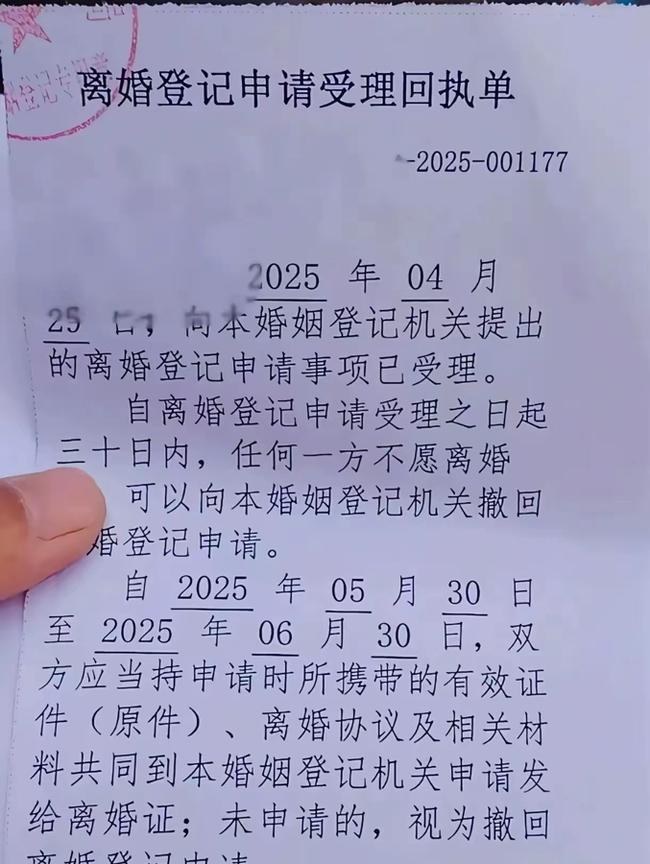 离婚登记申请受理回执单
-2025-001177
2025 年 04 月
25 日，向本婚姻登记机关提出
的离婚登记申请事项已受理。
自离婚登记申请受理之日起
三十日内，任何一方不愿离婚
可以向本婚姻登记机关撤回
婚登记申请。
自 2025 年 05 月 30 日
至 2025 年 06 月 30 日，双
方应当持申请时所携带的有效证
件（原件）、离婚协议及相关材
料共同到本婚姻登记机关申请发
给离婚证；未申请的，视为撤回
离婚登记申请